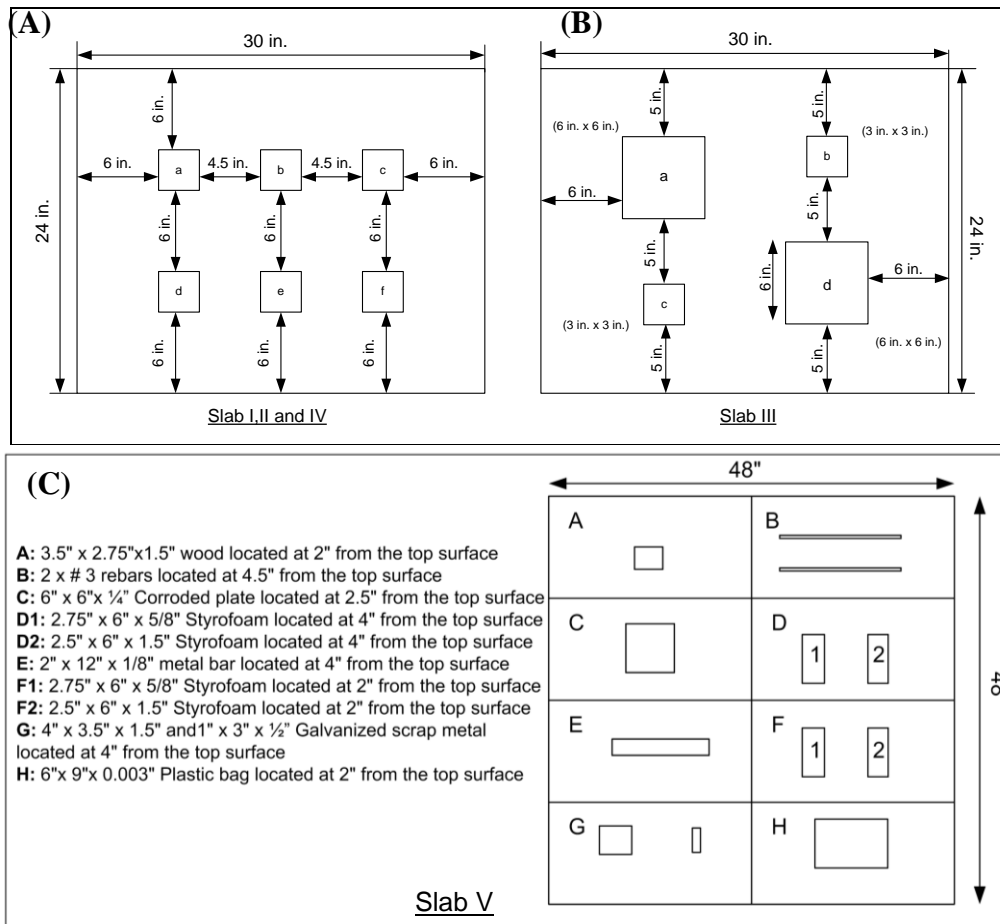 (A)
30 in.
24 in.
6 in.
6 in.
a
4.5 in.
b
4.5 in.
c
6 in.
6 in.
6 in.
6 in.
d
e
f
6 in.
6 in.
6 in.
Slab I,II and IV
(B)
30 in.
5 in.
5 in.
(6 in. x 6 in.)
(3 in. x 3 in.)
b
a
6 in.
5 in.
24 in.
5 in.
6 in.
d
6 in.
c
(3 in. x 3 in.)
(6 in. x 6 in.)
5 in.
5 in.
Slab III
(C)
A: 3.5" x 2.75"x1.5" wood located at 2" from the top surface
B: 2 x # 3 rebars located at 4.5" from the top surface
C: 6" x 6"x ¼" Corroded plate located at 2.5" from the top surface
D1: 2.75" x 6" x 5/8" Styrofoam located at 4" from the top surface
D2: 2.5" x 6" x 1.5" Styrofoam located at 4" from the top surface
E: 2" x 12" x 1/8" metal bar located at 4" from the top surface
F1: 2.75" x 6" x 5/8" Styrofoam located at 2" from the top surface
F2: 2.5" x 6" x 1.5" Styrofoam located at 2" from the top surface
G: 4" x 3.5" x 1.5" and1" x 3" x ½" Galvanized scrap metal
located at 4" from the top surface
H: 6"x 9"x 0.003" Plastic bag located at 2" from the top surface
48"
A
B
C
D
1
2
48
E
F
1
2
G
H
Slab V